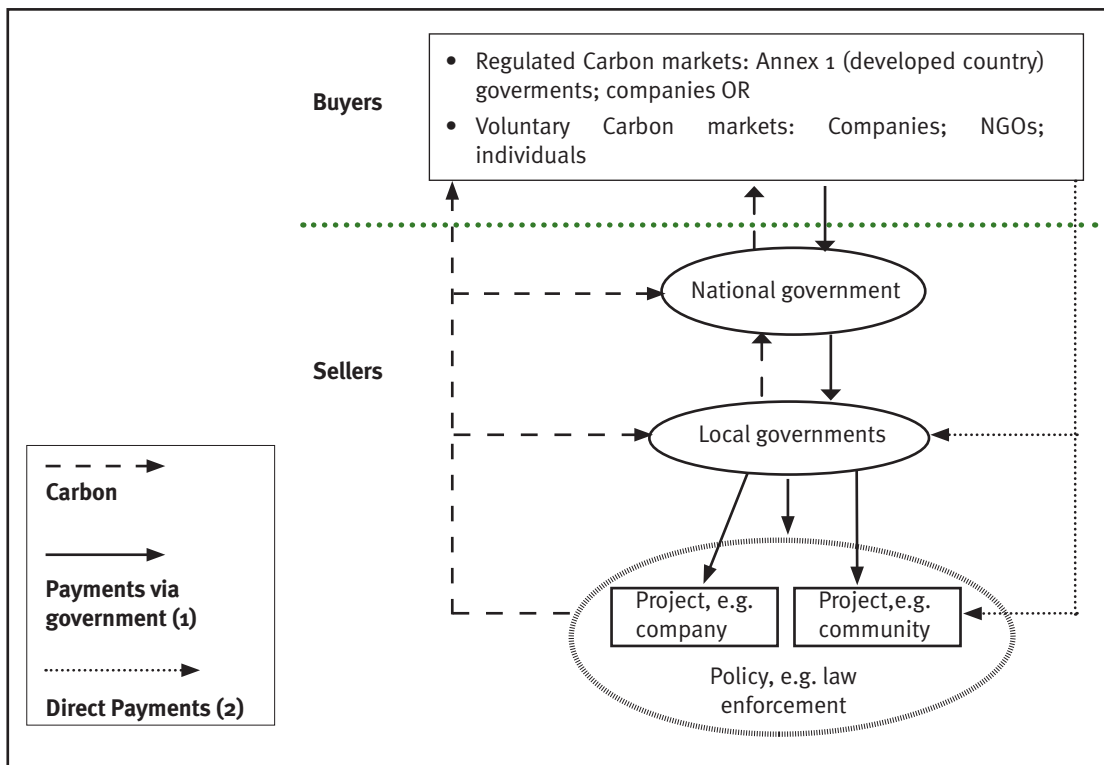 • Regulated Carbon markets: Annex 1 (developed country)
goverments; companies OR
• Voluntary Carbon markets: Companies; NGOs;
individuals
Buyers
National government
Sellers
Local governments
Carbon
Payments via
government (1)
Direct Payments (2)
Project, e.g.
company
Project,e.g.
community
Policy, e.g. law
enforcement